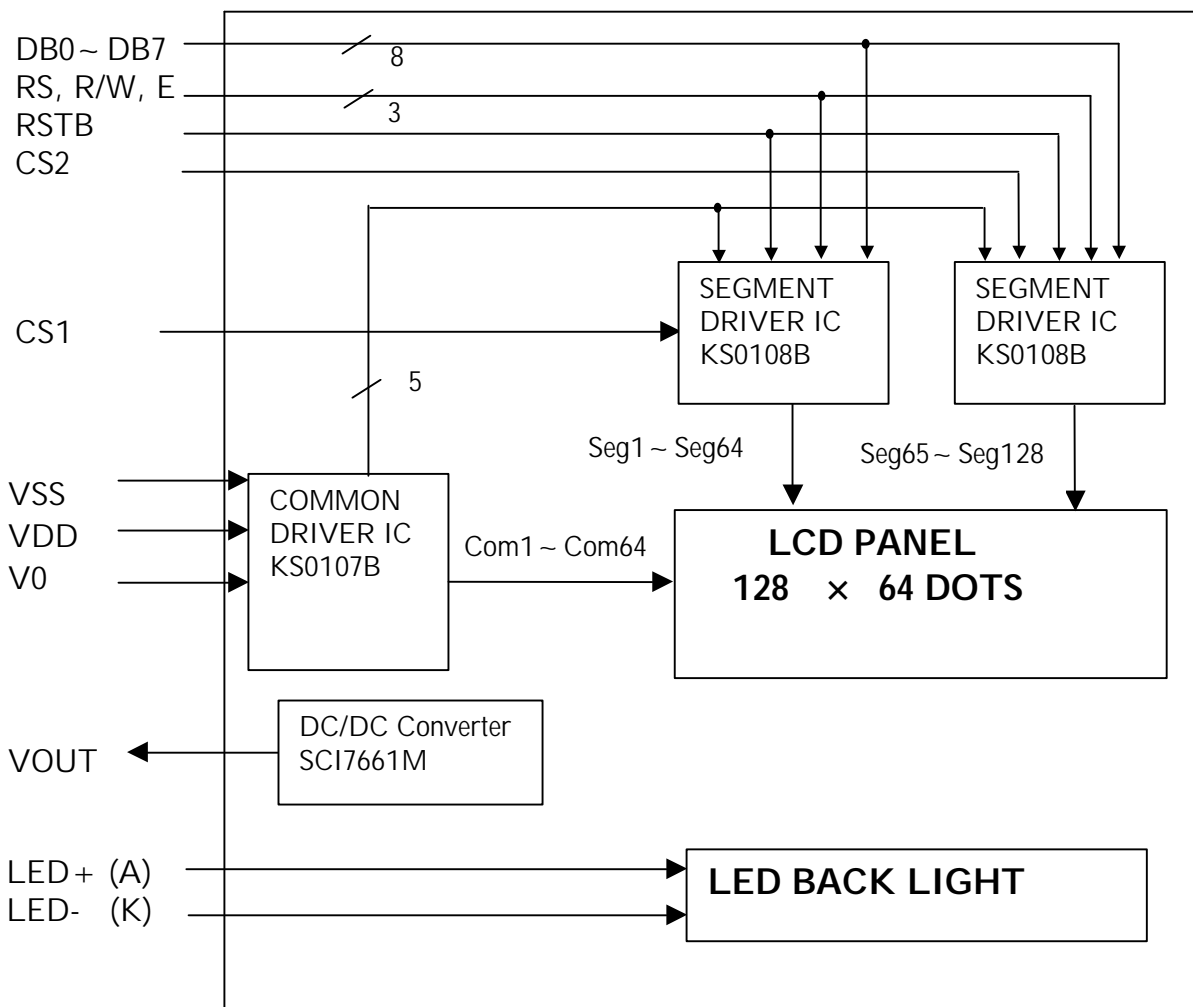 DB0~ DB7
8
RS, R/W, E
3
RSTB
CS2
SEGMENT
DRIVER IC
KS0108B
SEGMENT
DRIVER IC
KS0108B
CS1
5
Seg1 ~ Seg64
Seg65 ~ Seg128
VSS
VDD
V0
COMMON
DRIVER IC
KS0107B
Com1 ~ Com64
LCD PANEL
128 × 64 DOTS
DC/DC Converter
SCI7661M
VOUT
LED+ (A)
LED- (K)
LED BACK LIGHT